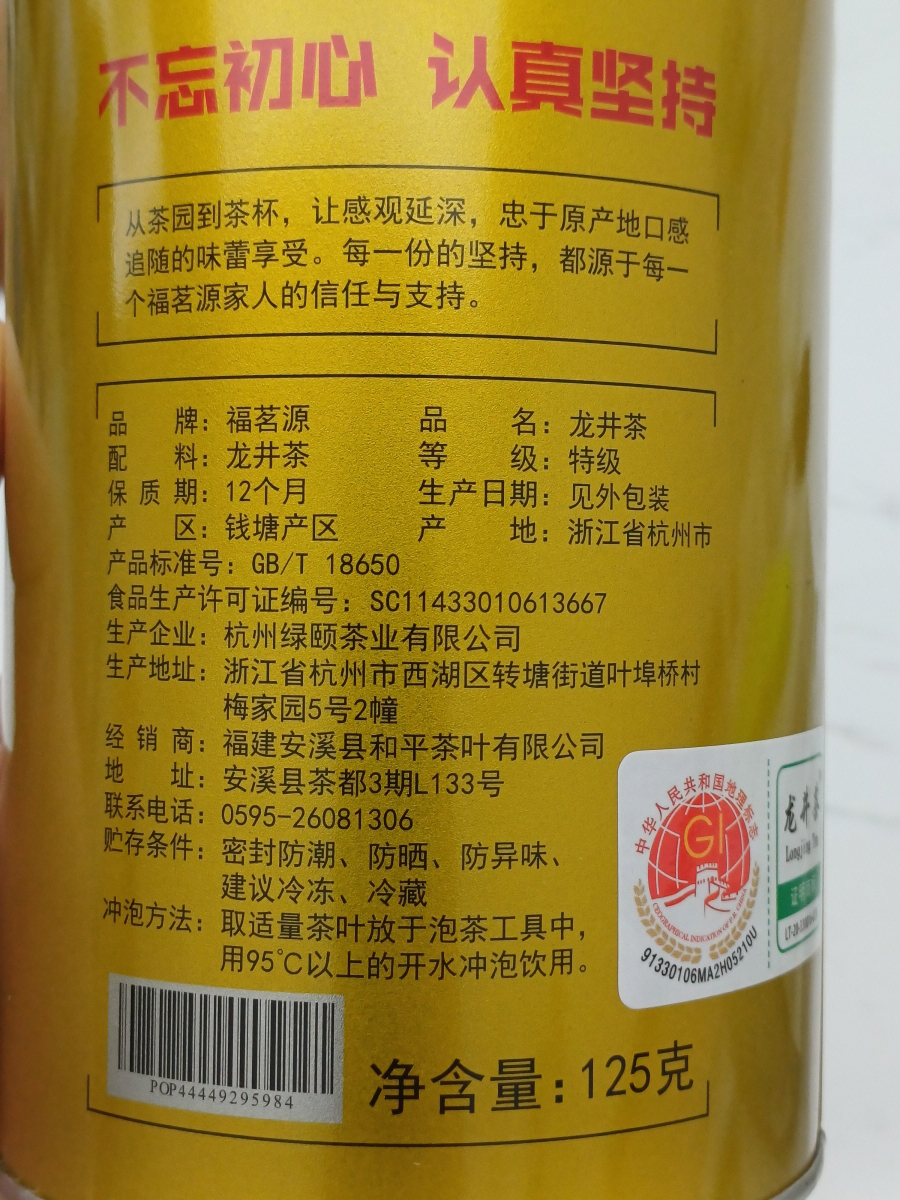 不忘初心 认真坚持
从茶园到茶杯，让感观延深，忠于原产地口感
追随的味蕾享受。每一份的坚持，都源于每一
个福茗源家人的信任与支持。
品牌：福茗源 品名：龙井茶
配料：龙井茶 等级：特级
保质期：12个月 生产日期：见外包装
产区：钱塘产区 产地：浙江省杭州市
产品标准号：GB/T 18650
食品生产许可证编号：SC11433010613667
生产企业：杭州绿颐茶业有限公司
生产地址：浙江省杭州市西湖区转塘街道叶埠桥村
梅家园5号2幢
经销商：福建安溪县和平茶叶有限公司
地址：安溪县茶都3期L133号
联系电话：0595-26081306
贮存条件：密封防潮、防晒、防异味、
建议冷冻、冷藏
冲泡方法：取适量茶叶放于泡茶工具中，
用95℃以上的开水冲泡饮用。
POP44449295984
净含量：125克
中华人民共和国地理标志
GI
GEOGRAPHICAL INDICATION OF P.R. CHINA
91330106MA2H05210U
龙井茶